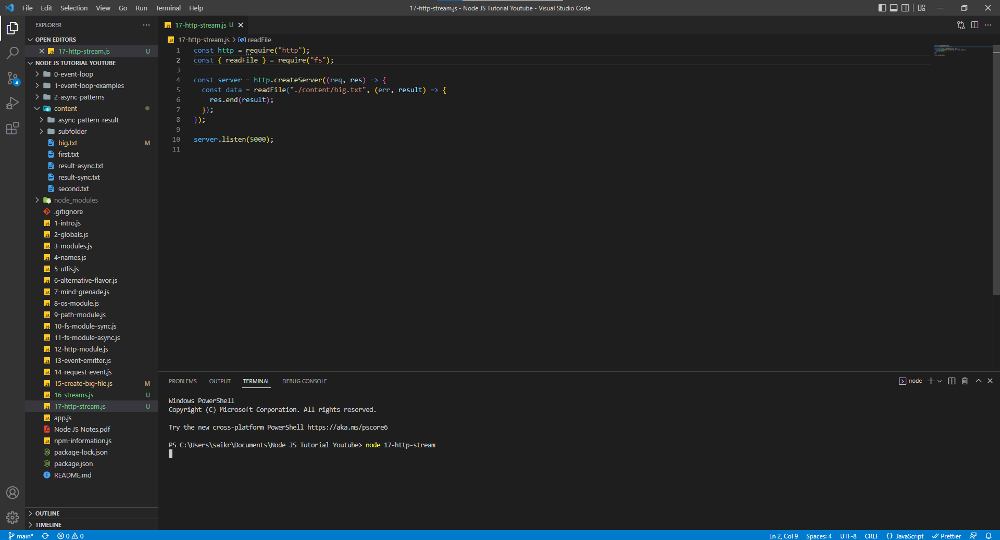 File Edit Selection View Go Run Terminal Help
17-http-stream.js - Node JS Tutorial Youtube - Visual Studio Code
EXPLORER
OPEN EDITORS
17-http-stream.js U
NODE JS TUTORIAL YOUTUBE
0-event-loop
1-event-loop-examples
2-async-patterns
content
async-pattern-result
subfolder
big.txt M
first.txt
result-async.txt
result-sync.txt
second.txt
node_modules
.gitignore
1-intro.js
2-globals.js
3-modules.js
4-names.js
5-utlis.js
6-alternative-flavor.js
7-mind-grenade.js
8-os-module.js
9-path-module.js
10-fs-module-sync.js
11-fs-module-async.js
12-http-module.js
13-event-emitter.js
14-request-event.js
15-create-big-file.js M
16-streams.js U
17-http-stream.js U
app.js
Node JS Notes.pdf
npm-information.js
package-lock.json
package.json
README.md
OUTLINE
TIMELINE
4
17-http-stream.js U
17-http-stream.js > readFile
1 const http = require("http");
2 const { readFile } = require("fs");
3
4 const server = http.createServer((req, res) => {
5 const data = readFile("./content/big.txt", (err, result) => {
6 res.end(result);
7 });
8 });
9
10 server.listen(5000);
11
PROBLEMS OUTPUT TERMINAL DEBUG CONSOLE
node
Windows PowerShell
Copyright (C) Microsoft Corporation. All rights reserved.
Try the new cross-platform PowerShell https://aka.ms/pscore6
PS C:\Users\saikr\Documents\Node JS Tutorial Youtube> node 17-http-stream
main* 0 0
Ln 2, Col 9 Spaces: 4 UTF-8 CRLF {} JavaScript Prettier